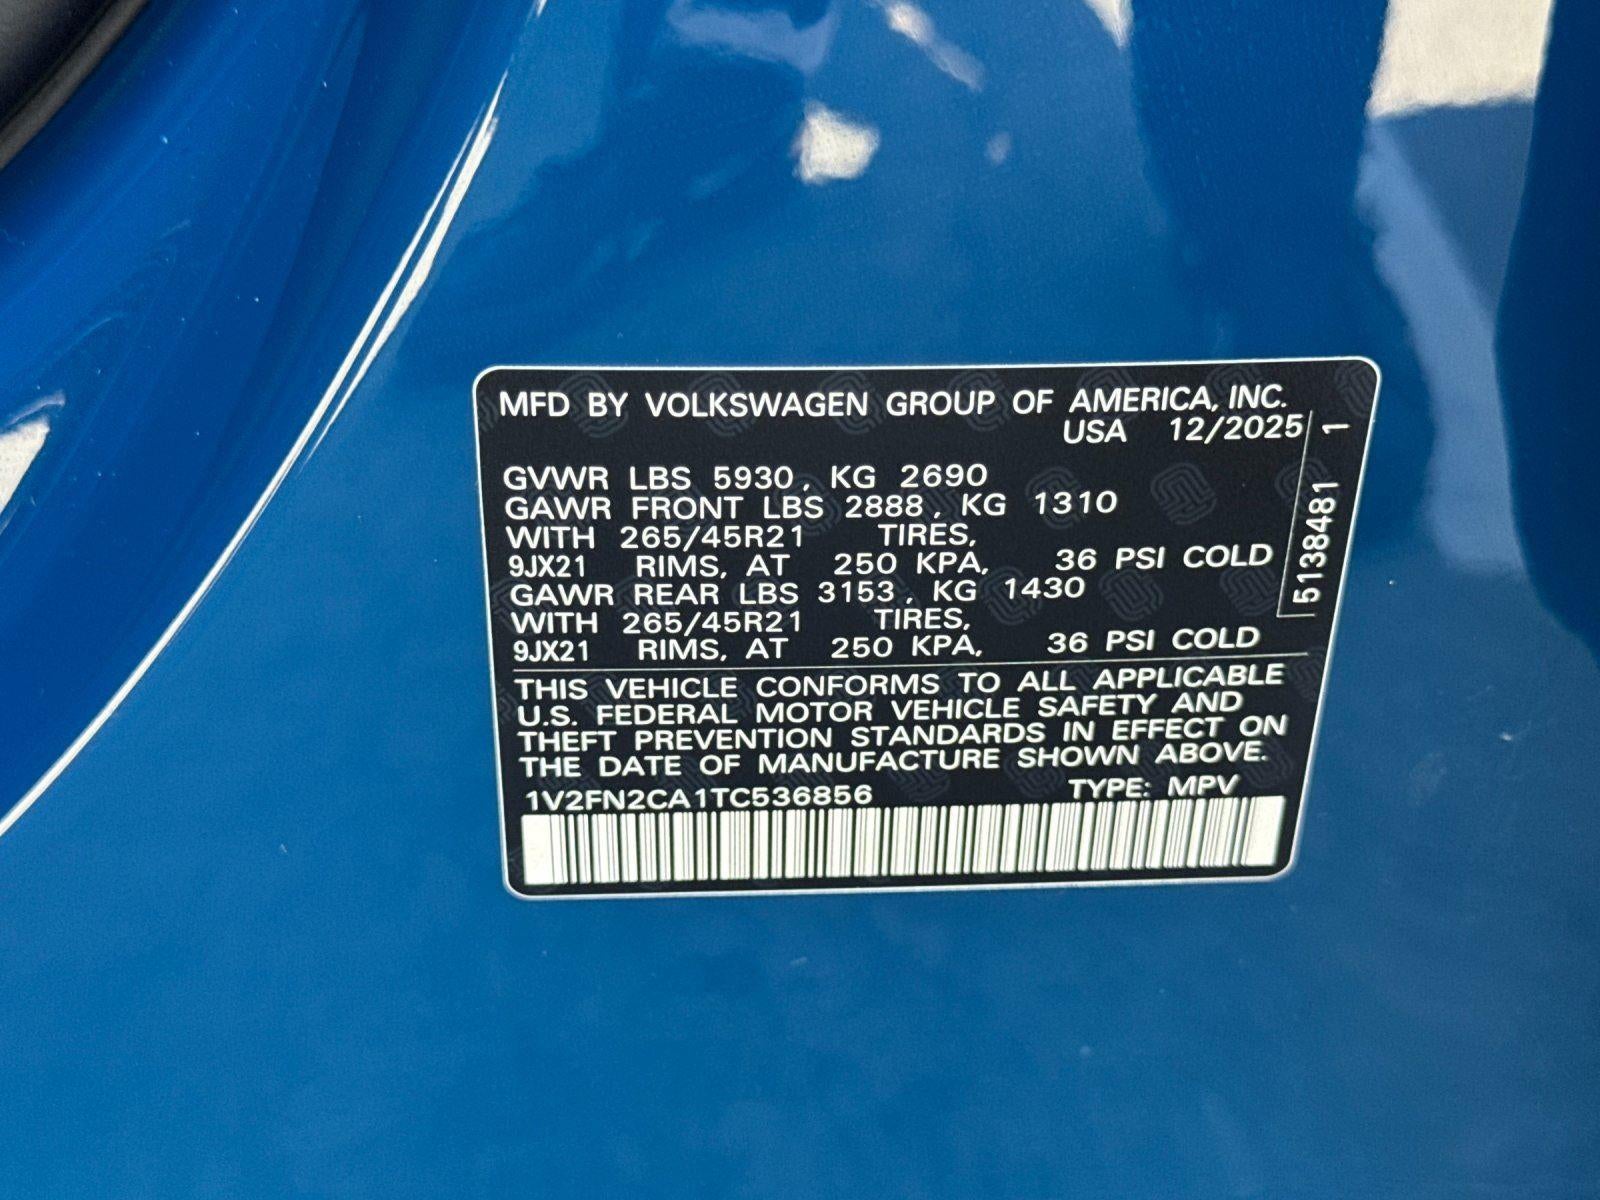 MFD BY VOLKSWAGEN GROUP OF AMERICA, INC.
USA 12/2025
GVWR LBS 5930, KG 2690
GAWR FRONT LBS 2888, KG 1310
WITH 265/45R21 TIRES,
9JX21 RIMS, AT 250 KPA, 36 PSI COLD
GAWR REAR LBS 3153, KG 1430
WITH 265/45R21 TIRES,
9JX21 RIMS, AT 250 KPA, 36 PSI COLD
THIS VEHICLE CONFORMS TO ALL APPLICABLE
U.S. FEDERAL MOTOR VEHICLE SAFETY AND
THEFT PREVENTION STANDARDS IN EFFECT ON
THE DATE OF MANUFACTURE SHOWN ABOVE.
1V2FN2CA1TC536856 TYPE: MPV
5138481 1